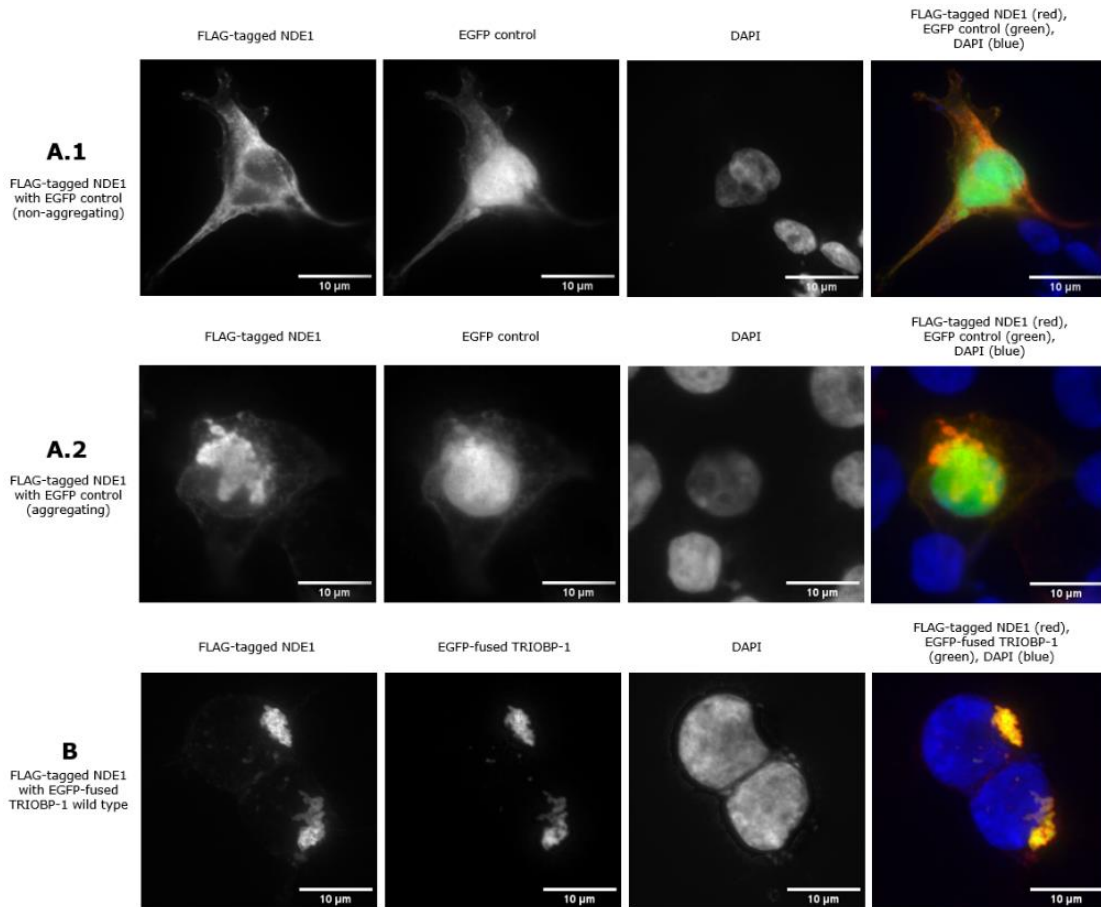 FLAG-tagged NDE1
EGFP control
DAPI
FLAG-tagged NDE1 (red),
EGFP control (green),
DAPI (blue)
A.1
FLAG-tagged NDE1
with EGFP control
(non-aggregating)
10 µm
10 µm
10 µm
10 µm
FLAG-tagged NDE1
EGFP control
DAPI
FLAG-tagged NDE1 (red),
EGFP control (green),
DAPI (blue)
A.2
FLAG-tagged NDE1
with EGFP control
(aggregating)
10 µm
10 µm
10 µm
10 µm
FLAG-tagged NDE1
EGFP-fused TRIOBP-1
DAPI
FLAG-tagged NDE1 (red),
EGFP-fused TRIOBP-1
(green), DAPI (blue)
B
FLAG-tagged NDE1
with EGFP-fused
TRIOBP-1 wild type
10 µm
10 µm
10 µm
10 µm